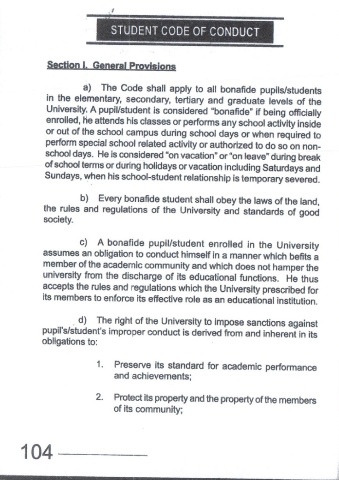 STUDENT CODE OF CONDUCT
Section I. General Provisions
a) The Code shall apply to all bonafide pupils/students
in the elementary, secondary, tertiary and graduate levels of the
University. A pupil/student is considered "bonafide" if being officially
enrolled, he attends his classes or performs any school activity inside
or out of the school campus during school days or when required to
perform special school related activity or authorized to do so on non-
school days. He is considered "on vacation" or "on leave" during break
of school terms or during holidays or vacation including Saturdays and
Sundays, when his school-student relationship is temporary severed.
b) Every bonafide student shall obey the laws of the land,
the rules and regulations of the University and standards of good
society.
c) A bonafide pupil/student enrolled in the University
assumes an obligation to conduct himself in a manner which befits a
member of the academic community and which does not hamper the
university from the discharge of its educational functions. He thus
accepts the rules and regulations which the University prescribed for
its members to enforce its effective role as an educational institution.
d) The right of the University to impose sanctions against
pupil's/student's improper conduct is derived from and inherent in its
obligations to:
1. Preserve its standard for academic performance
and achievements;
2. Protect its property and the property of the members
of its community;
104